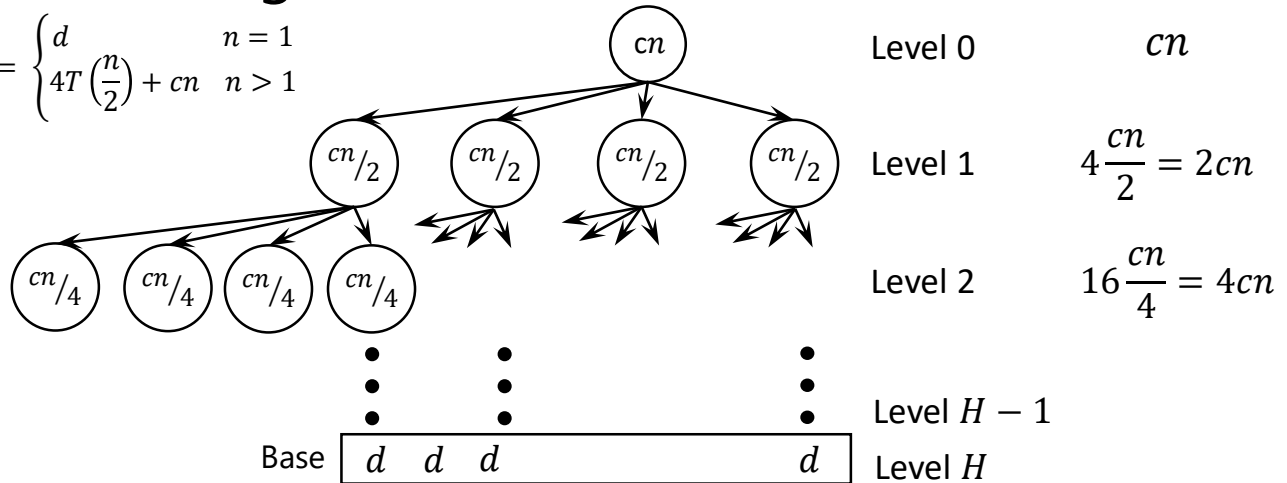 = { d n = 1
4T(n/2) + cn n > 1
cn Level 0 cn
cn/2 cn/2 cn/2 cn/2 Level 1 4 cn/2 = 2cn
cn/4 cn/4 cn/4 cn/4 Level 2 16 cn/4 = 4cn
Level H − 1
Base d d d d Level H